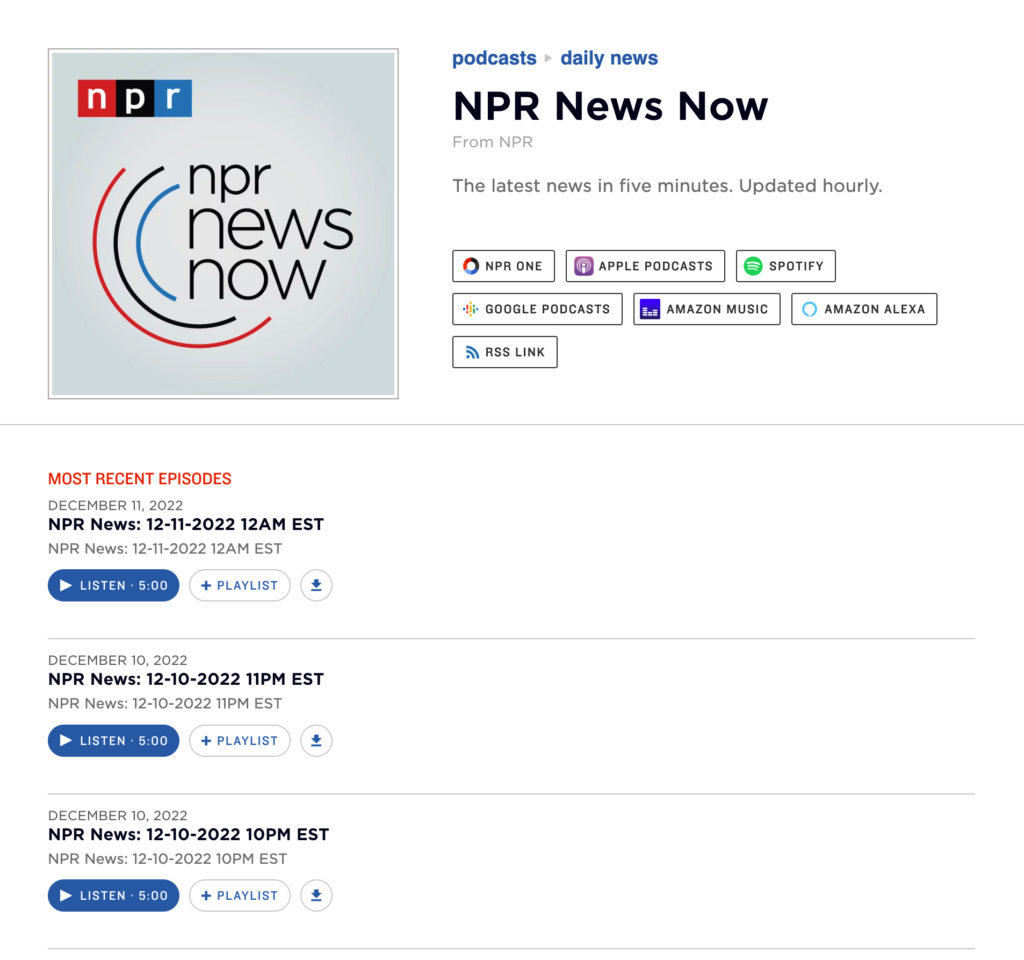 npr
npr
news
now
podcasts daily news
NPR News Now
From NPR
The latest news in five minutes. Updated hourly.
NPR ONE APPLE PODCASTS SPOTIFY
GOOGLE PODCASTS AMAZON MUSIC AMAZON ALEXA
RSS LINK
MOST RECENT EPISODES
DECEMBER 11, 2022
NPR News: 12-11-2022 12AM EST
NPR News: 12-11-2022 12AM EST
LISTEN · 5:00 + PLAYLIST
DECEMBER 10, 2022
NPR News: 12-10-2022 11PM EST
NPR News: 12-10-2022 11PM EST
LISTEN · 5:00 + PLAYLIST
DECEMBER 10, 2022
NPR News: 12-10-2022 10PM EST
NPR News: 12-10-2022 10PM EST
LISTEN · 5:00 + PLAYLIST